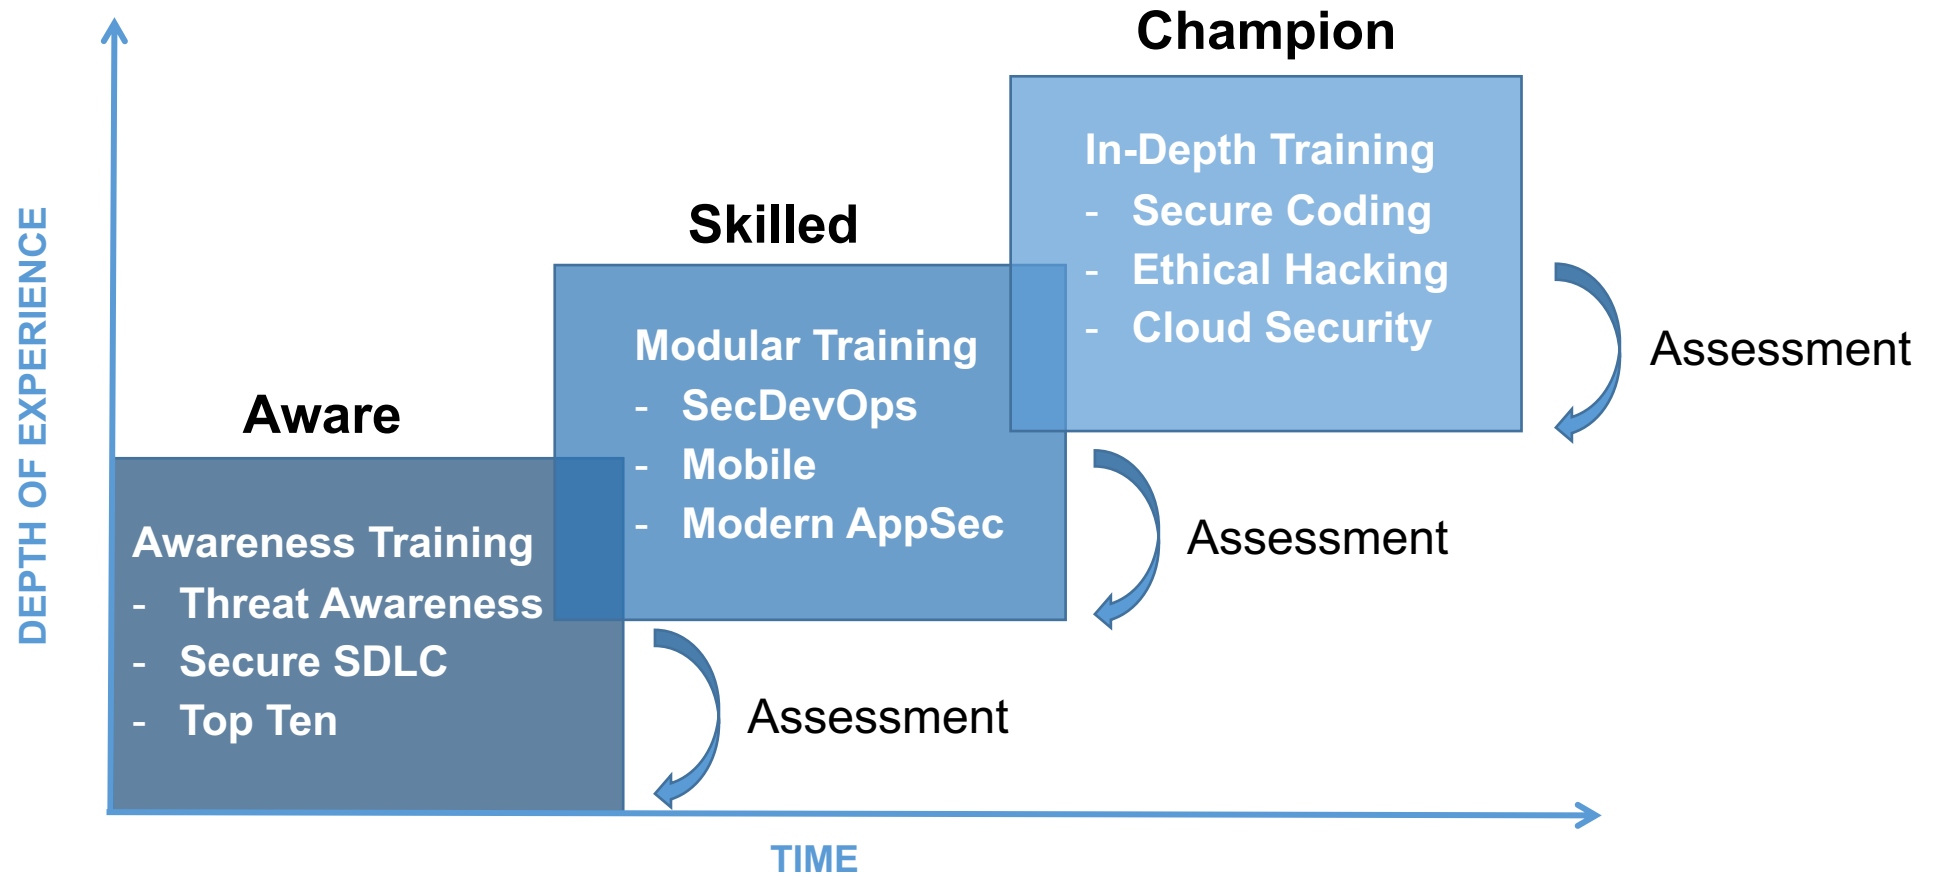 Champion
In-Depth Training
- Secure Coding
- Ethical Hacking
- Cloud Security
Assessment
Skilled
Modular Training
- SecDevOps
- Mobile
- Modern AppSec
Assessment
Aware
Awareness Training
- Threat Awareness
- Secure SDLC
- Top Ten
Assessment
DEPTH OF EXPERIENCE
TIME